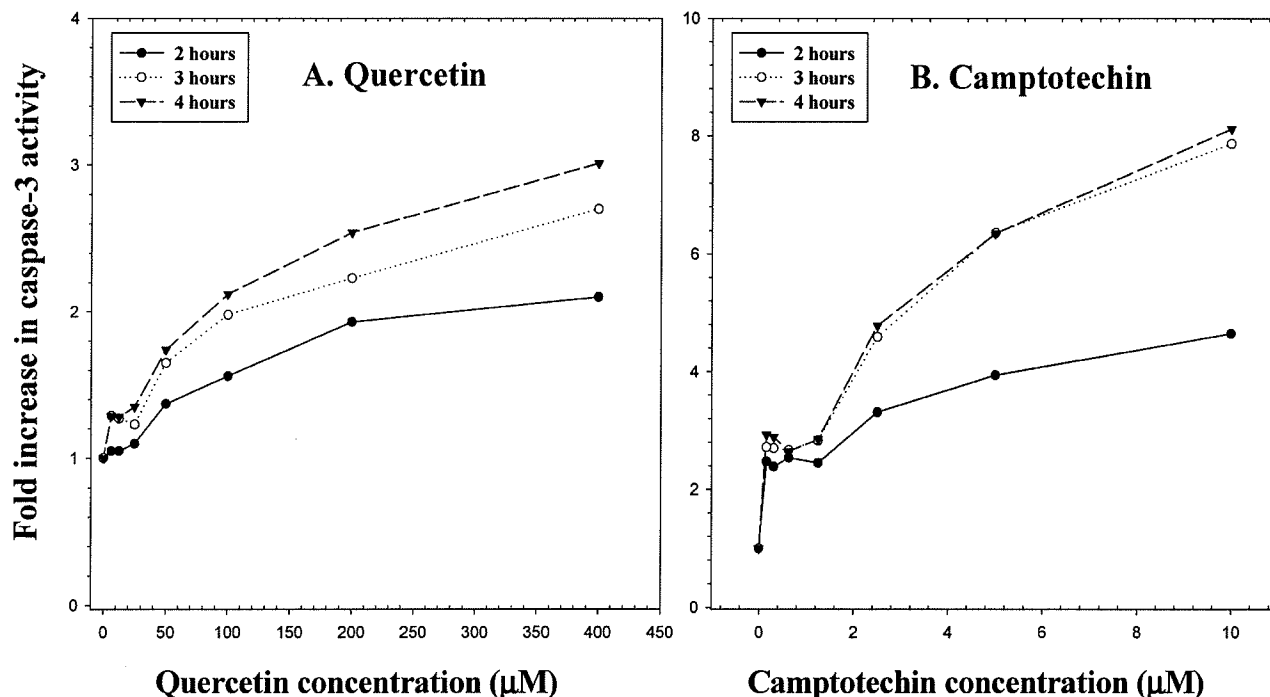 Fold increase in caspase-3 activity
4
3
2
1
0
2 hours
3 hours
4 hours
A. Quercetin
0 50 100 150 200 250 300 350 400 450
Quercetin concentration (μM)
10
8
6
4
2
0
2 hours
3 hours
4 hours
B. Camptotechin
0 2 4 6 8 10
Camptotechin concentration (μM)